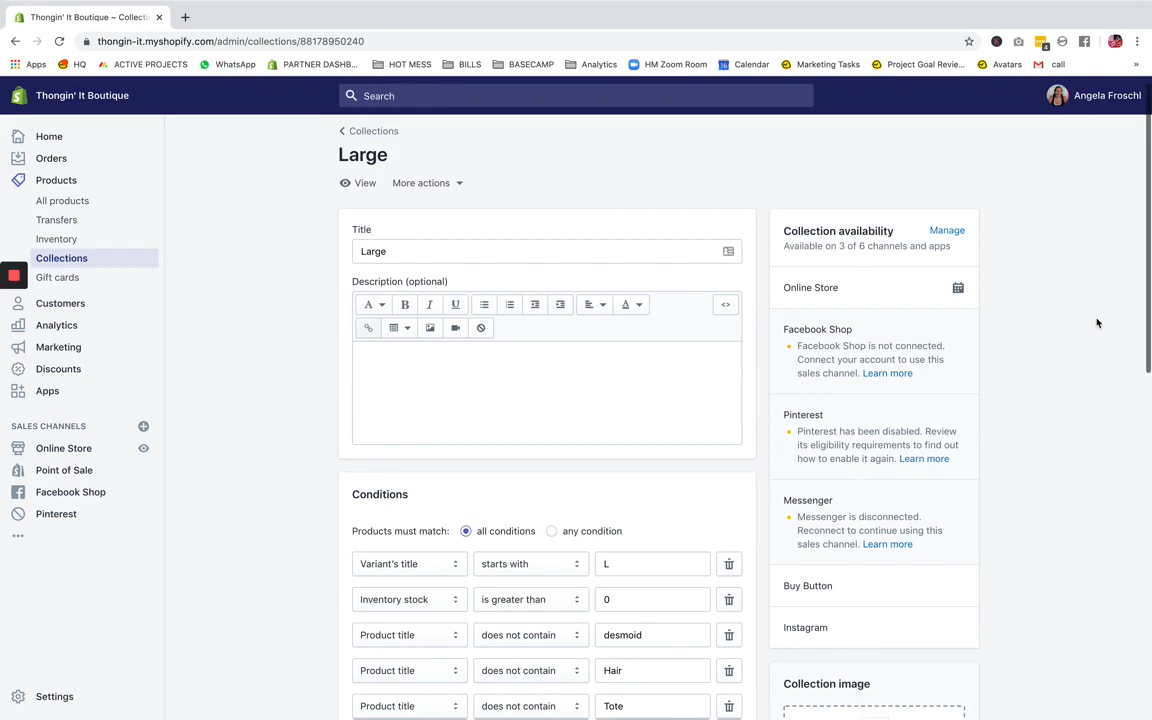 Thongin' It Boutique ~ Collecti
thongin-it.myshopify.com/admin/collections/88178950240
4
Apps HQ ACTIVE PROJECTS WhatsApp PARTNER DASHB... HOT MESS BILLS BASECAMP Analytics HM Zoom Room 16 Calendar Marketing Tasks Project Goal Revie... Avatars call »
Thongin' It Boutique
Search
Angela Froschl
Home
Orders
Products
All products
Transfers
Inventory
Collections
Gift cards
Customers
Analytics
Marketing
Discounts
Apps
SALES CHANNELS
Online Store
Point of Sale
Facebook Shop
Pinterest
Settings
Collections
Large
View More actions
Title
Large
Description (optional)
A B I U A <>
Conditions
Products must match: all conditions any condition
Variant's title starts with L
Inventory stock is greater than 0
Product title does not contain desmoid
Product title does not contain Hair
Product title does not contain Tote
Collection availability Manage
Available on 3 of 6 channels and apps
Online Store
Facebook Shop
Facebook Shop is not connected.
Connect your account to use this
sales channel. Learn more
Pinterest
Pinterest has been disabled. Review
its eligibility requirements to find out
how to enable it again. Learn more
Messenger
Messenger is disconnected.
Reconnect to continue using this
sales channel. Learn more
Buy Button
Instagram
Collection image